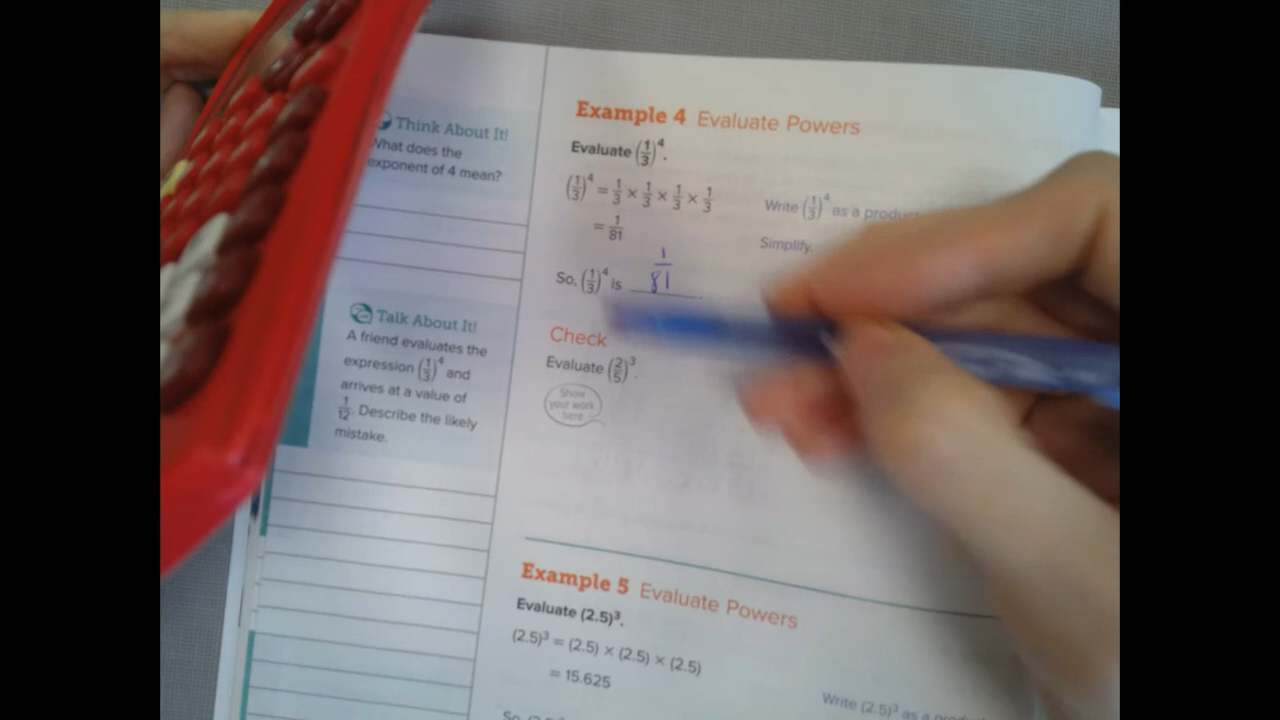 Think About It!
What does the
exponent of 4 mean?
Talk About It!
A friend evaluates the
expression (1/3)^4 and
arrives at a value of
1/12. Describe the likely
mistake.
Example 4 Evaluate Powers
Evaluate (1/3)^4.
(1/3)^4 = 1/3 × 1/3 × 1/3 × 1/3
Write (1/3)^4 as a product
= 1/81
Simplify.
So, (1/3)^4 is 1/81.
Check
Evaluate (2/5)^3.
Show
your work
here
Example 5 Evaluate Powers
Evaluate (2.5)³.
(2.5)³ = (2.5) × (2.5) × (2.5)
Write (2.5)³ as a
= 15.625
So,